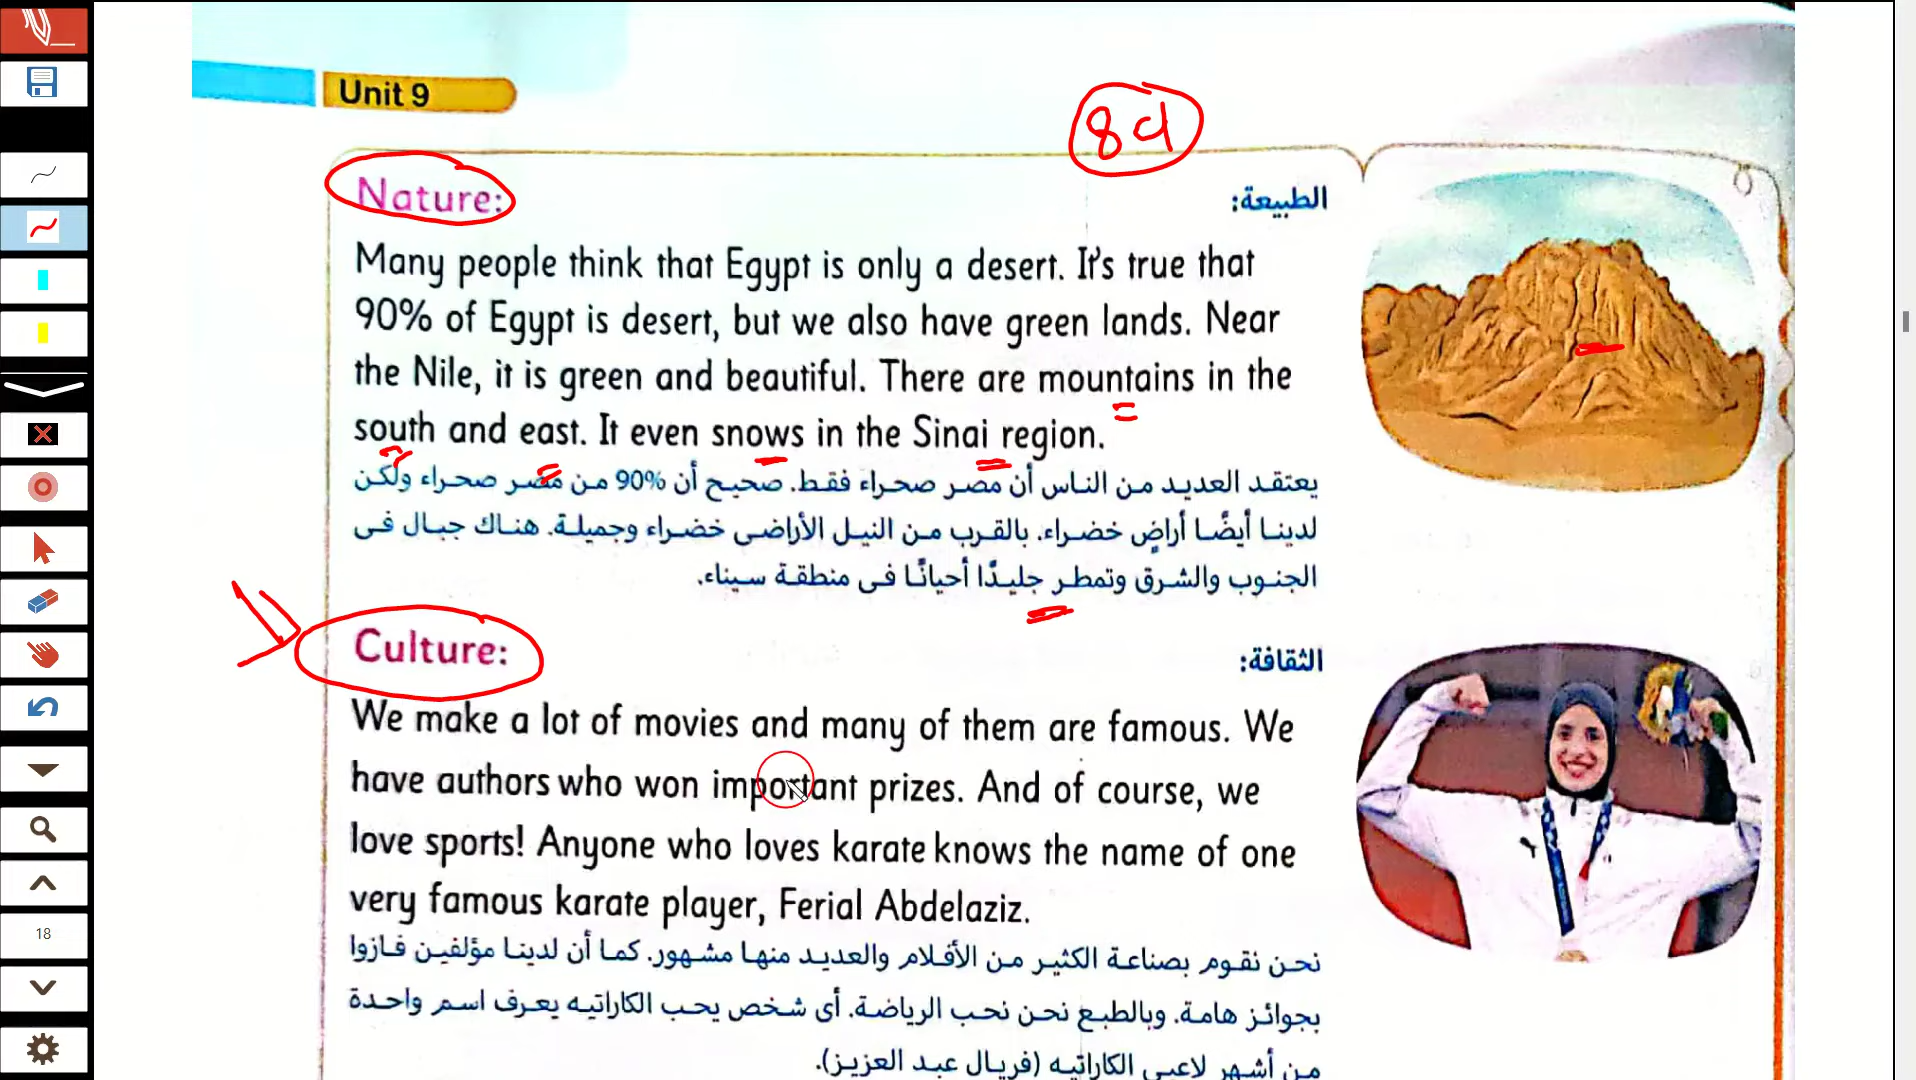 Unit 9
84
Nature:
الطبيعة:
Many people think that Egypt is only a desert. It's true that
90% of Egypt is desert, but we also have green lands. Near
the Nile, it is green and beautiful. There are mountains in the
south and east. It even snows in the Sinai region.
يعتقد العديد من الناس أن مصر صحراء فقط. صحيح أن 90% من مصر صحراء ولكن
لدينا أيضًا أراضٍ خضراء. بالقرب من النيل الأراضى خضراء وجميلة. هناك جبال فى
الجنوب والشرق وتمطر جليدًا أحيانًا فى منطقة سيناء.
Culture:
الثقافة:
We make a lot of movies and many of them are famous. We
have authors who won important prizes. And of course, we
love sports! Anyone who loves karate knows the name of one
very famous karate player, Ferial Abdelaziz.
نحن نقوم بصناعة الكثير من الأفلام والعديد منها مشهور. كما أن لدينا مؤلفين فازوا
بجوائز هامة. وبالطبع نحن نحب الرياضة. أى شخص يحب الكاراتيه يعرف اسم واحدة
من أشهر لاعبى الكاراتيه (فريال عبد العزيز).
18